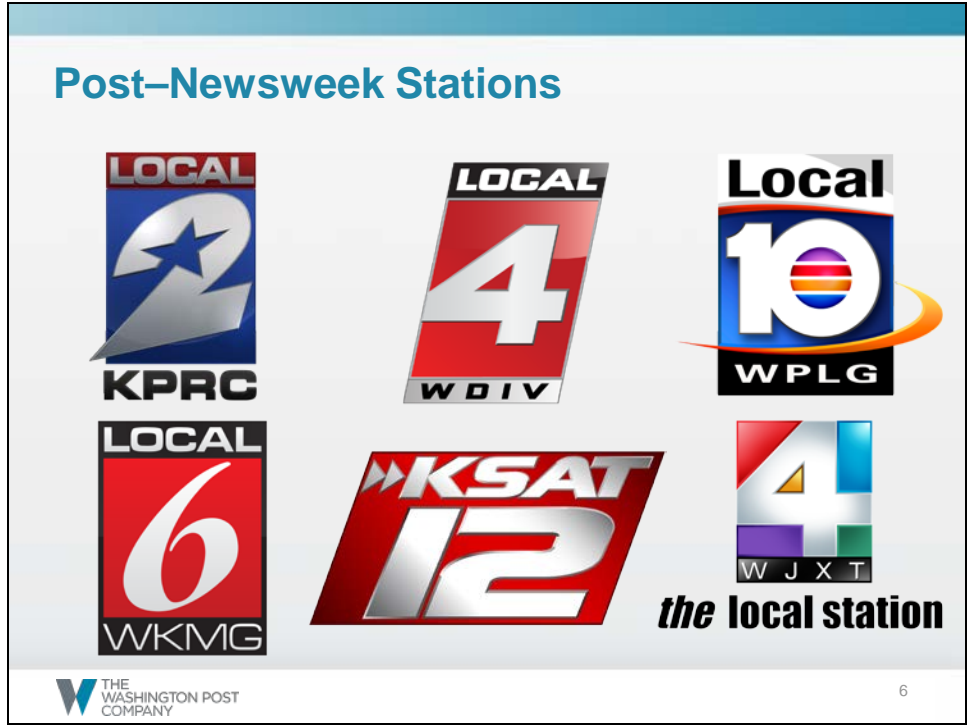 Post–Newsweek Stations
LOCAL
2
KPRC
LOCAL
4
WDIV
Local
10
WPLG
LOCAL
6
WKMG
KSAT
12
4
WJXT
the local station
THE
WASHINGTON POST
COMPANY
6